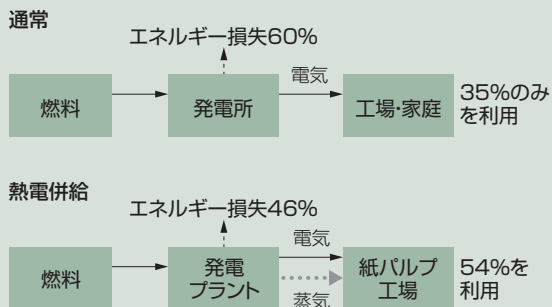 通常
エネルギー損失60%
燃料
発電所
電気
工場・家庭
35%のみ
を利用
熱電併給
エネルギー損失46%
燃料
発電
プラント
電気
蒸気
紙パルプ
工場
54%を
利用